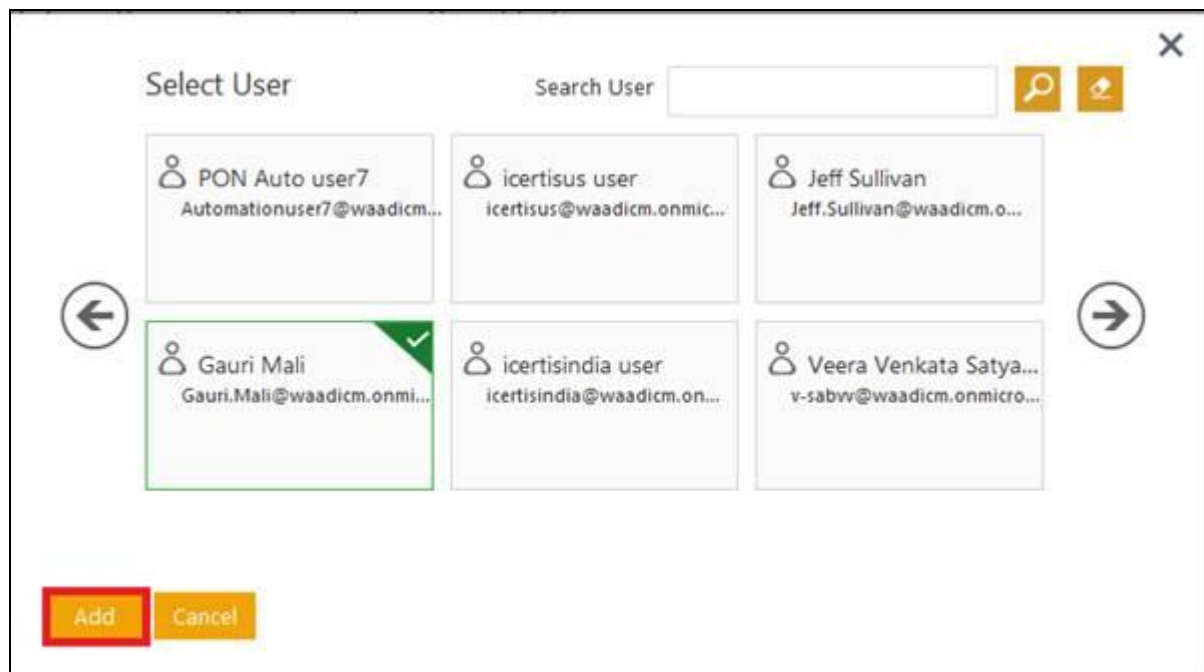 Select User
Search User
PON Auto user7
Automationuser7@waadicm...
icertisus user
icertisus@waadicm.onmic...
Jeff Sullivan
Jeff.Sullivan@waadicm.o...
Gauri Mali
Gauri.Mali@waadicm.onmi...
icertisindia user
icertisindia@waadicm.on...
Veera Venkata Satya...
v-sabvv@waadicm.onmicro...
Add
Cancel